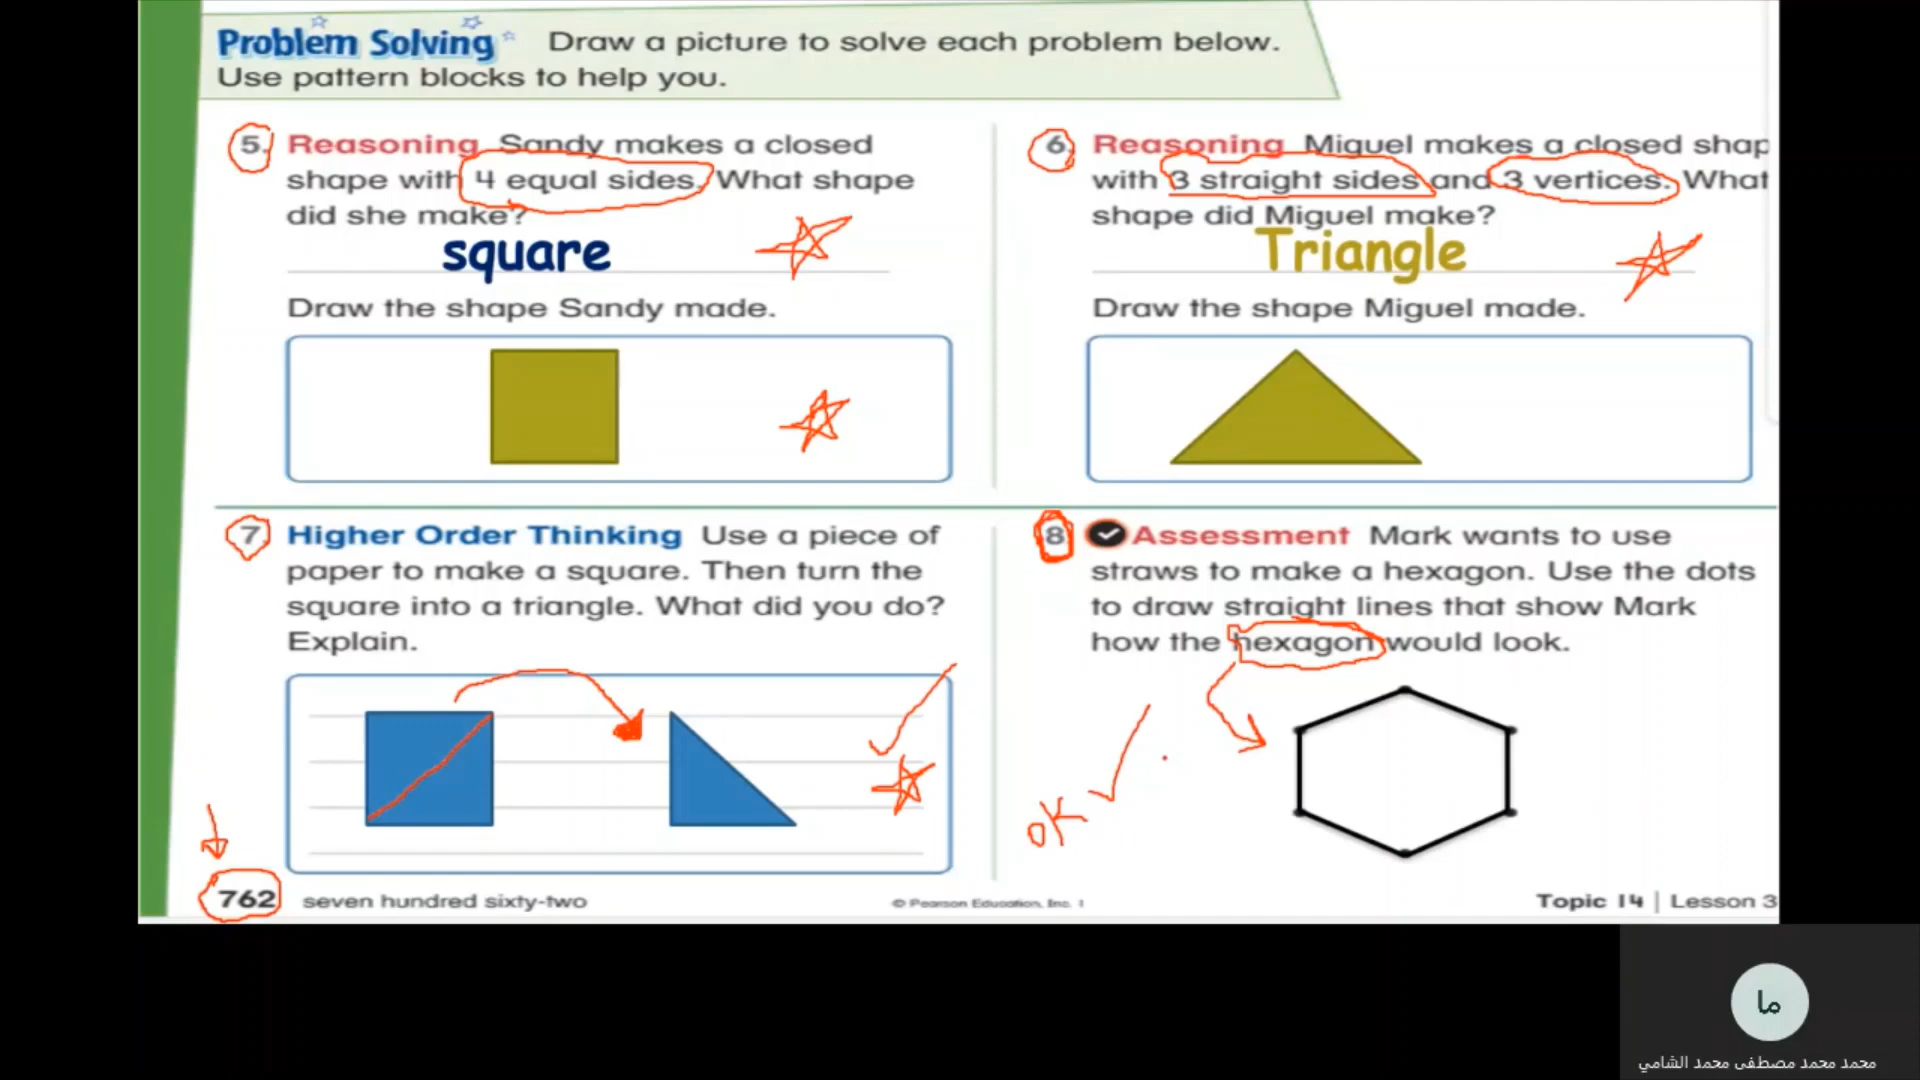 Problem Solving Draw a picture to solve each problem below.
Use pattern blocks to help you.
5. Reasoning Sandy makes a closed
shape with 4 equal sides. What shape
did she make?
square
Draw the shape Sandy made.
6. Reasoning Miguel makes a closed shap
with 3 straight sides and 3 vertices. What
shape did Miguel make?
Triangle
Draw the shape Miguel made.
7. Higher Order Thinking Use a piece of
paper to make a square. Then turn the
square into a triangle. What did you do?
Explain.
8 Assessment Mark wants to use
straws to make a hexagon. Use the dots
to draw straight lines that show Mark
how the hexagon would look.
OK
762 seven hundred sixty-two
© Pearson Education, Inc. 1
Topic 14 | Lesson 3
ما
محمد محمد مصطفى محمد الشامي